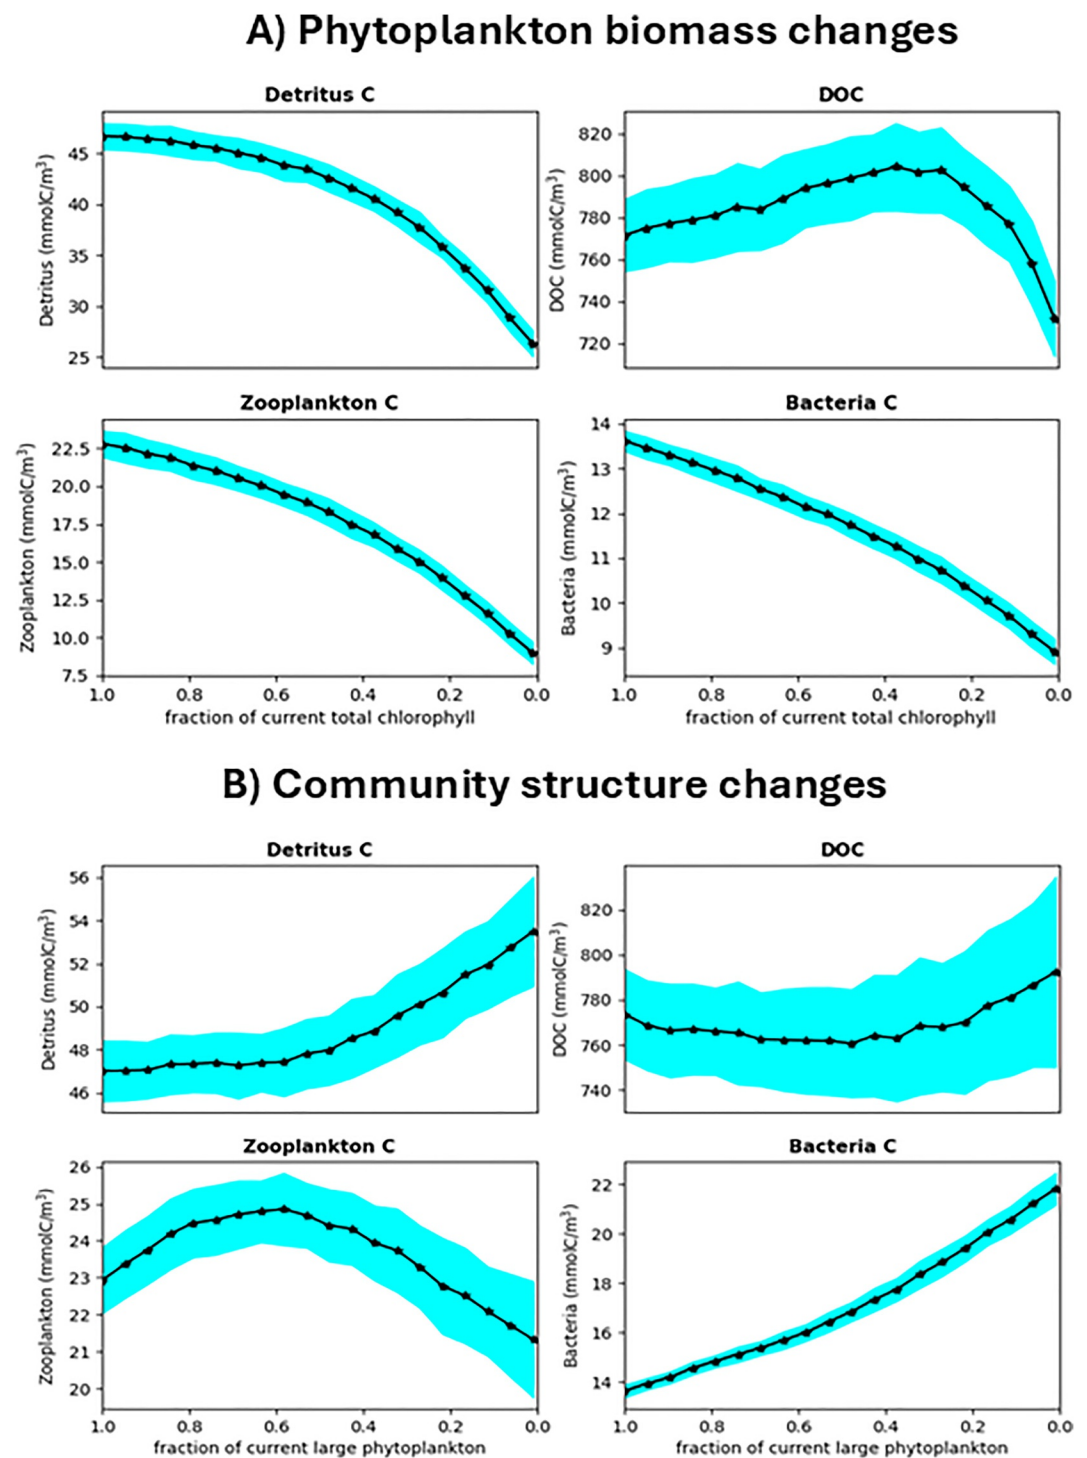 A) Phytoplankton biomass changes
Detritus C
DOC
Detritus (mmolC/m³)
45
40
35
30
25
DOC (mmolC/m³)
820
800
780
760
740
720
Zooplankton C
Bacteria C
Zooplankton (mmolC/m³)
22.5
20.0
17.5
15.0
12.5
10.0
7.5
Bacteria (mmolC/m³)
14
13
12
11
10
9
1.0 0.8 0.6 0.4 0.2 0.0
1.0 0.8 0.6 0.4 0.2 0.0
fraction of current total chlorophyll
fraction of current total chlorophyll
B) Community structure changes
Detritus C
DOC
Detritus (mmolC/m³)
56
54
52
50
48
46
DOC (mmolC/m³)
820
800
780
760
740
Zooplankton C
Bacteria C
Zooplankton (mmolC/m³)
26
25
24
23
22
21
20
Bacteria (mmolC/m³)
22
20
18
16
14
1.0 0.8 0.6 0.4 0.2 0.0
1.0 0.8 0.6 0.4 0.2 0.0
fraction of current large phytoplankton
fraction of current large phytoplankton